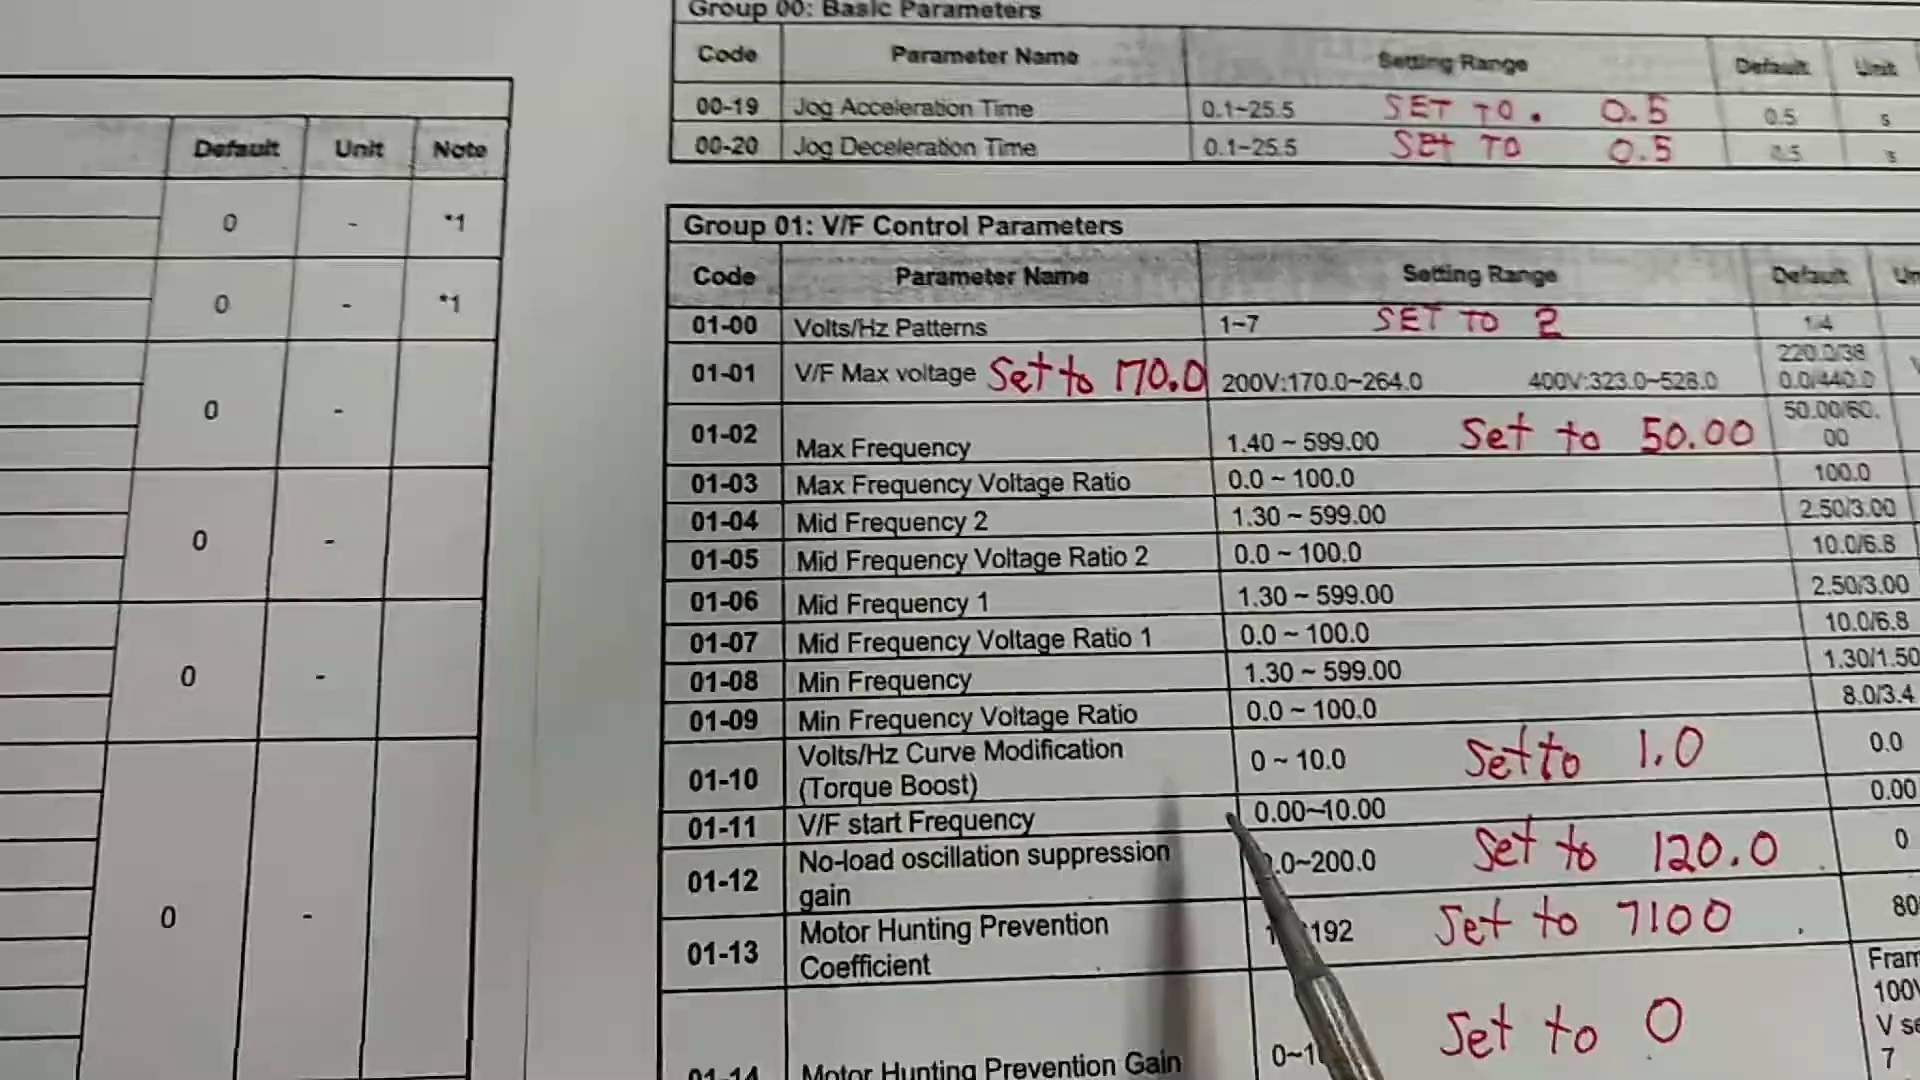 Default Unit Note
0 - *1
0 - *1
0 -
0 -
0 -
0 -
Group 00: Basic Parameters
Code Parameter Name Setting Range Default Unit
00-19 Jog Acceleration Time 0.1~25.5 SET TO. 0.5 0.5 s
00-20 Jog Deceleration Time 0.1~25.5 SET TO 0.5 0.5 s
Group 01: V/F Control Parameters
Code Parameter Name Setting Range Default Un
01-00 Volts/Hz Patterns 1~7 SET TO 2 1/4
01-01 V/F Max voltage Set to 170.0 200V:170.0~264.0 400V:323.0~528.0 220.0/38
0.0/440.0
01-02 Max Frequency 1.40 ~ 599.00 Set to 50.00 50.00/60.
00
01-03 Max Frequency Voltage Ratio 0.0 ~ 100.0 100.0
01-04 Mid Frequency 2 1.30 ~ 599.00 2.50/3.00
01-05 Mid Frequency Voltage Ratio 2 0.0 ~ 100.0 10.0/6.8
01-06 Mid Frequency 1 1.30 ~ 599.00 2.50/3.00
01-07 Mid Frequency Voltage Ratio 1 0.0 ~ 100.0 10.0/6.8
01-08 Min Frequency 1.30 ~ 599.00 1.30/1.50
01-09 Min Frequency Voltage Ratio 0.0 ~ 100.0 8.0/3.4
01-10 Volts/Hz Curve Modification
(Torque Boost) 0 ~ 10.0 Set to 1.0 0.0
01-11 V/F start Frequency 0.00~10.00 0.00
01-12 No-load oscillation suppression
gain .0~200.0 Set to 120.0 0
01-13 Motor Hunting Prevention
Coefficient 192 Set to 7100 80
01-14 Motor Hunting Prevention Gain 0~1 Set to 0 Fram
100V
V se
7